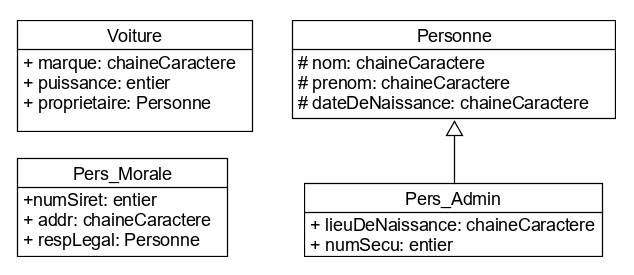 Voiture
+ marque: chaineCaractere
+ puissance: entier
+ proprietaire: Personne
Personne
# nom: chaineCaractere
# prenom: chaineCaractere
# dateDeNaissance: chaineCaractere
Pers_Morale
+numSiret: entier
+ addr: chaineCaractere
+ respLegal: Personne
Pers_Admin
+ lieuDeNaissance: chaineCaractere
+ numSecu: entier